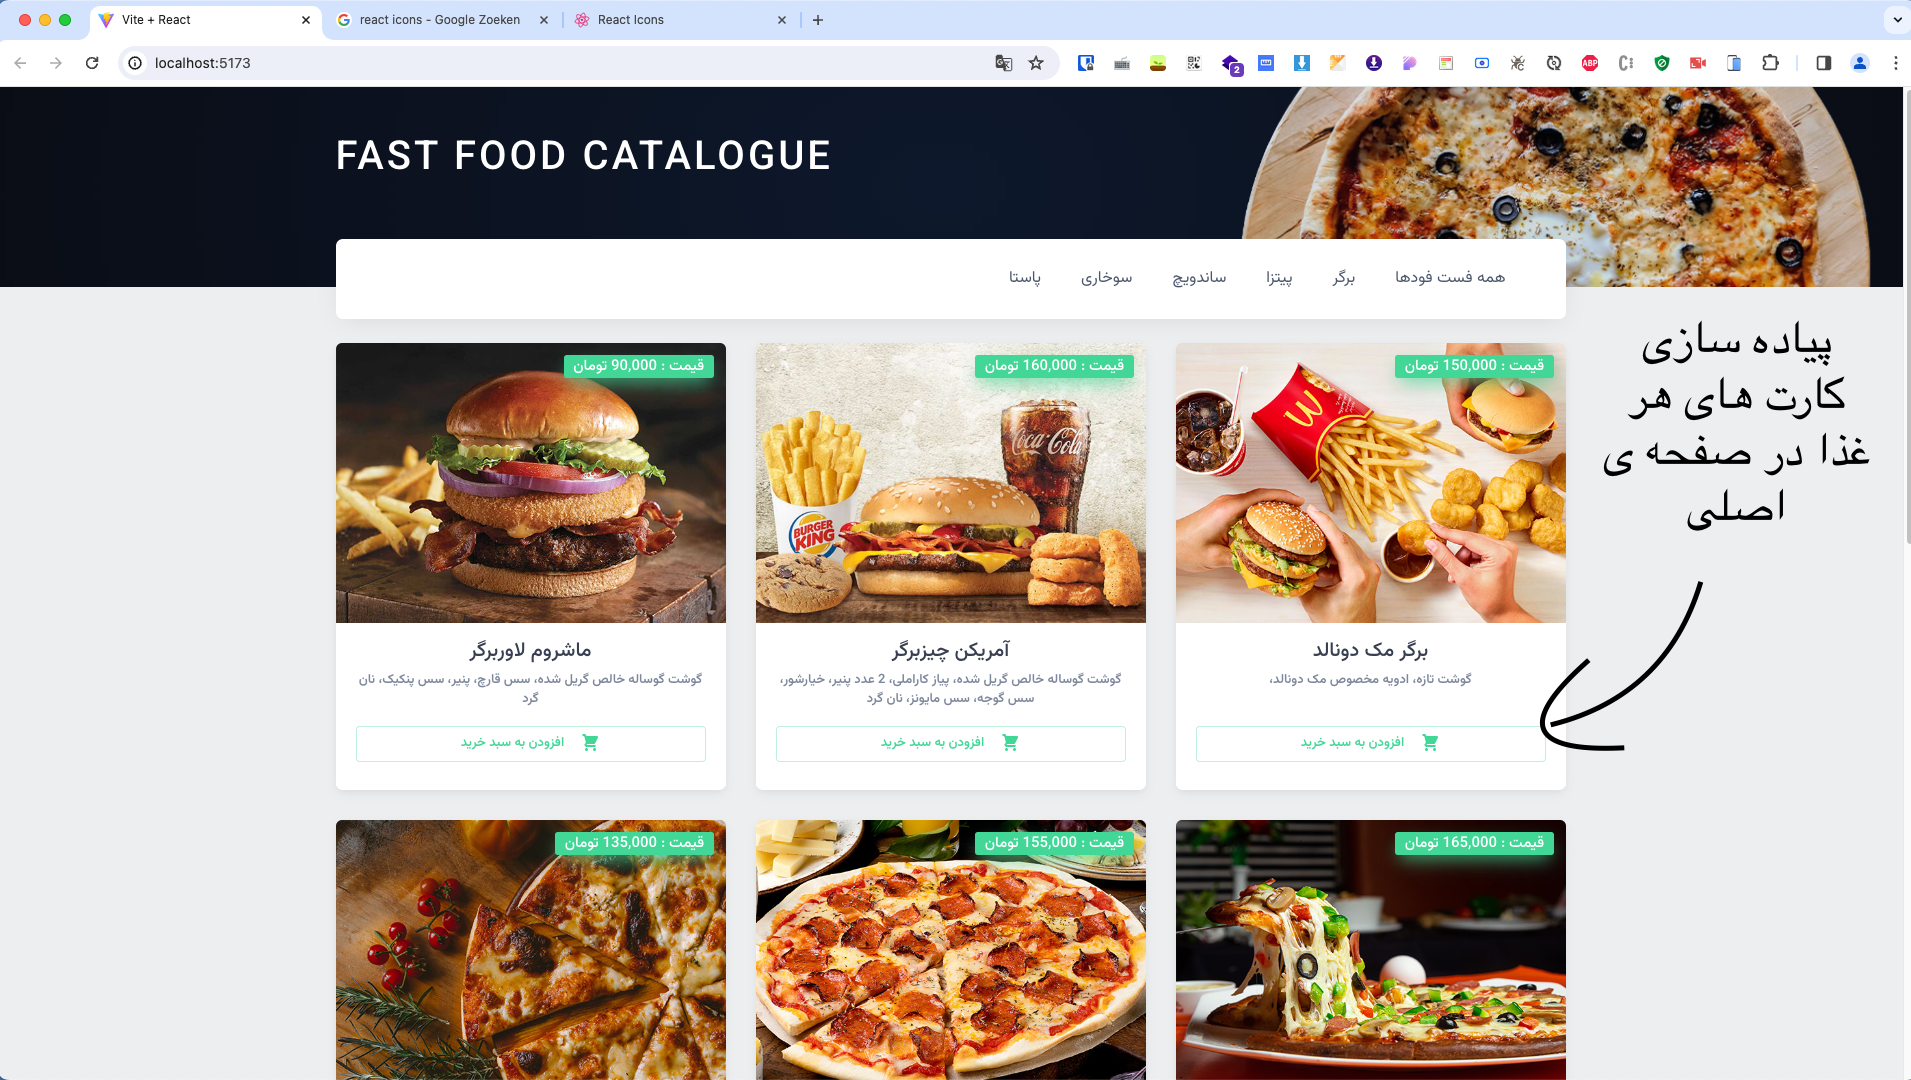 Vite + React
react icons - Google Zoeken
React Icons
localhost:5173
2
ABP
FAST FOOD CATALOGUE
همه فست فودها برگر پیتزا ساندویچ سوخاری پاستا
پیاده سازی
کارت های هر
غذا در صفحه ی
اصلی
قیمت : 150,000 تومان
برگر مک دونالد
گوشت تازه، ادویه مخصوص مک دونالد،
افزودن به سبد خرید
قیمت : 160,000 تومان
Coca-Cola
BURGER
KING
آمریکن چیزبرگر
گوشت گوساله خالص گریل شده، پیاز کاراملی، 2 عدد پنیر، خیارشور،
سس گوجه، سس مایونز، نان گرد
افزودن به سبد خرید
قیمت : 90,000 تومان
ماشروم لاوربرگر
گوشت گوساله خالص گریل شده، سس قارچ، پنیر، سس پنکیک، نان
گرد
افزودن به سبد خرید
قیمت : 165,000 تومان
قیمت : 155,000 تومان
قیمت : 135,000 تومان